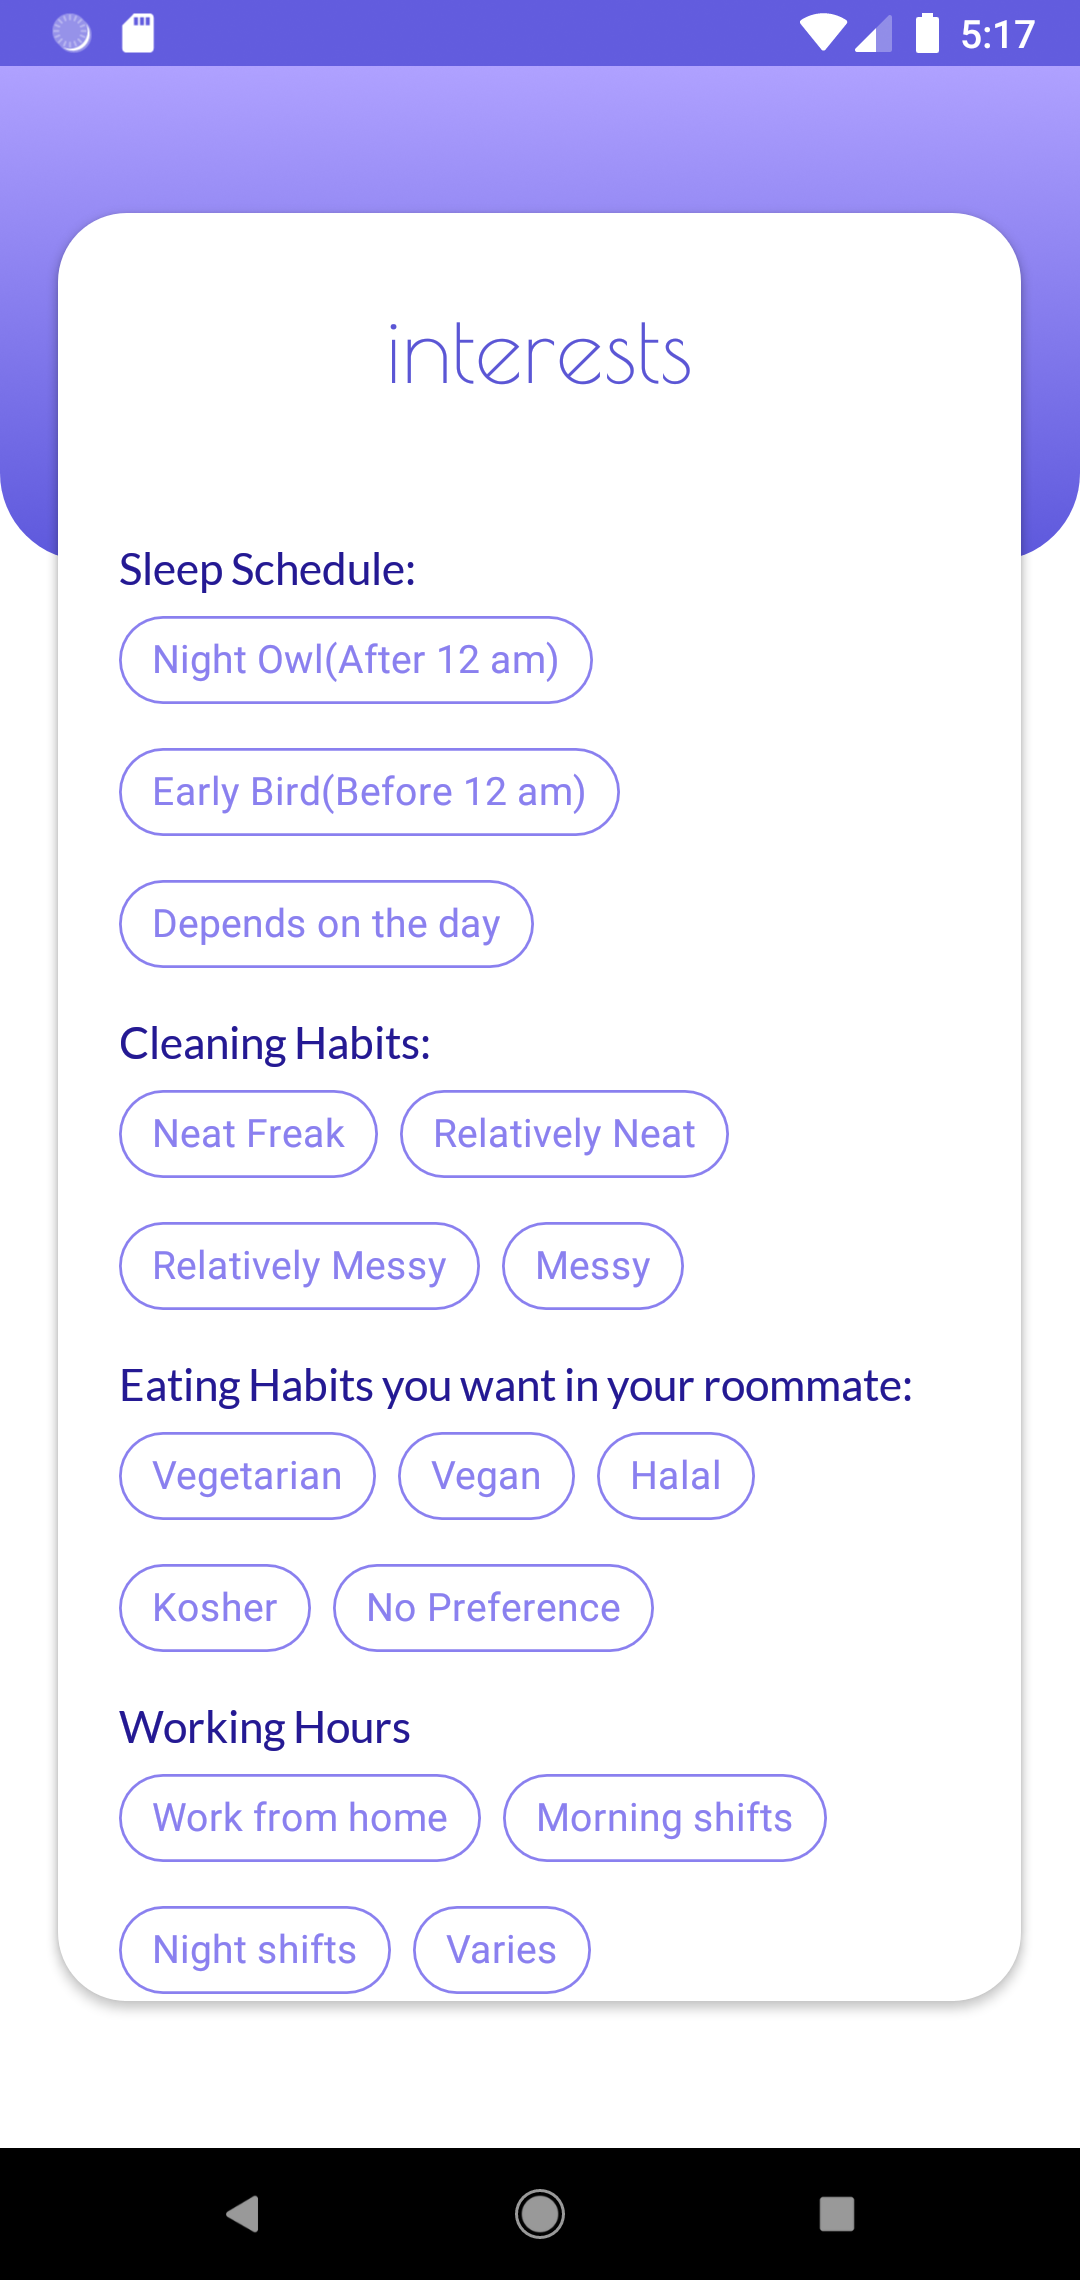 5:17
interests
Sleep Schedule:
Night Owl(After 12 am)
Early Bird(Before 12 am)
Depends on the day
Cleaning Habits:
Neat Freak Relatively Neat
Relatively Messy Messy
Eating Habits you want in your roommate:
Vegetarian Vegan Halal
Kosher No Preference
Working Hours
Work from home Morning shifts
Night shifts Varies